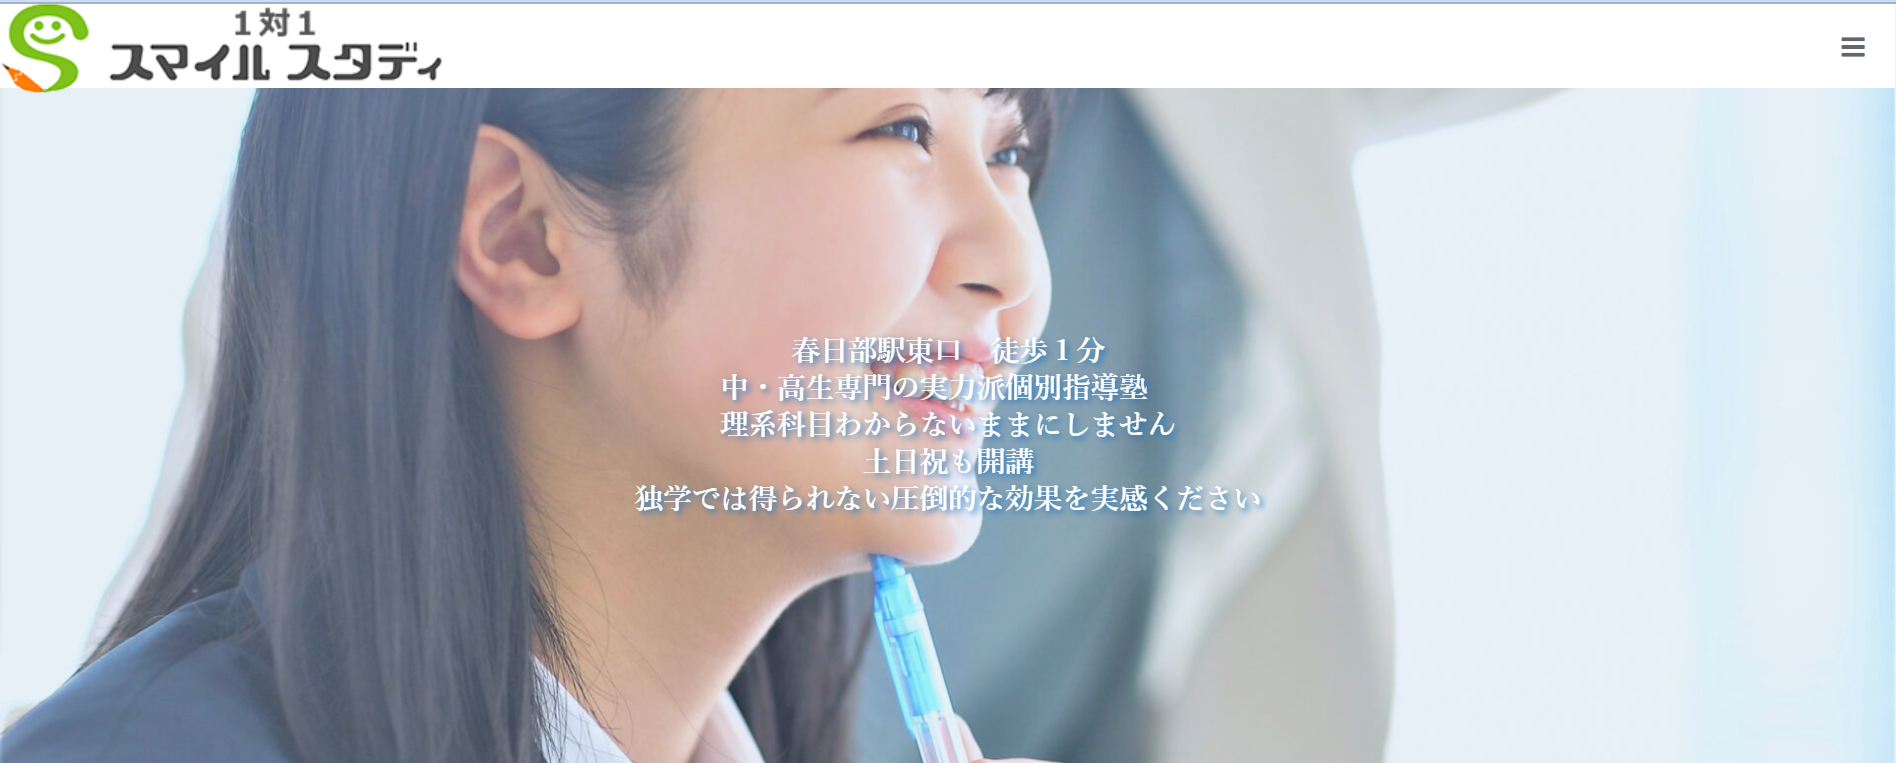 1対1
スマイル スタディ
春日部駅東口　徒歩１分
中・高生専門の実力派個別指導塾
理系科目わからないままにしません
土日祝も開講
独学では得られない圧倒的な効果を実感ください